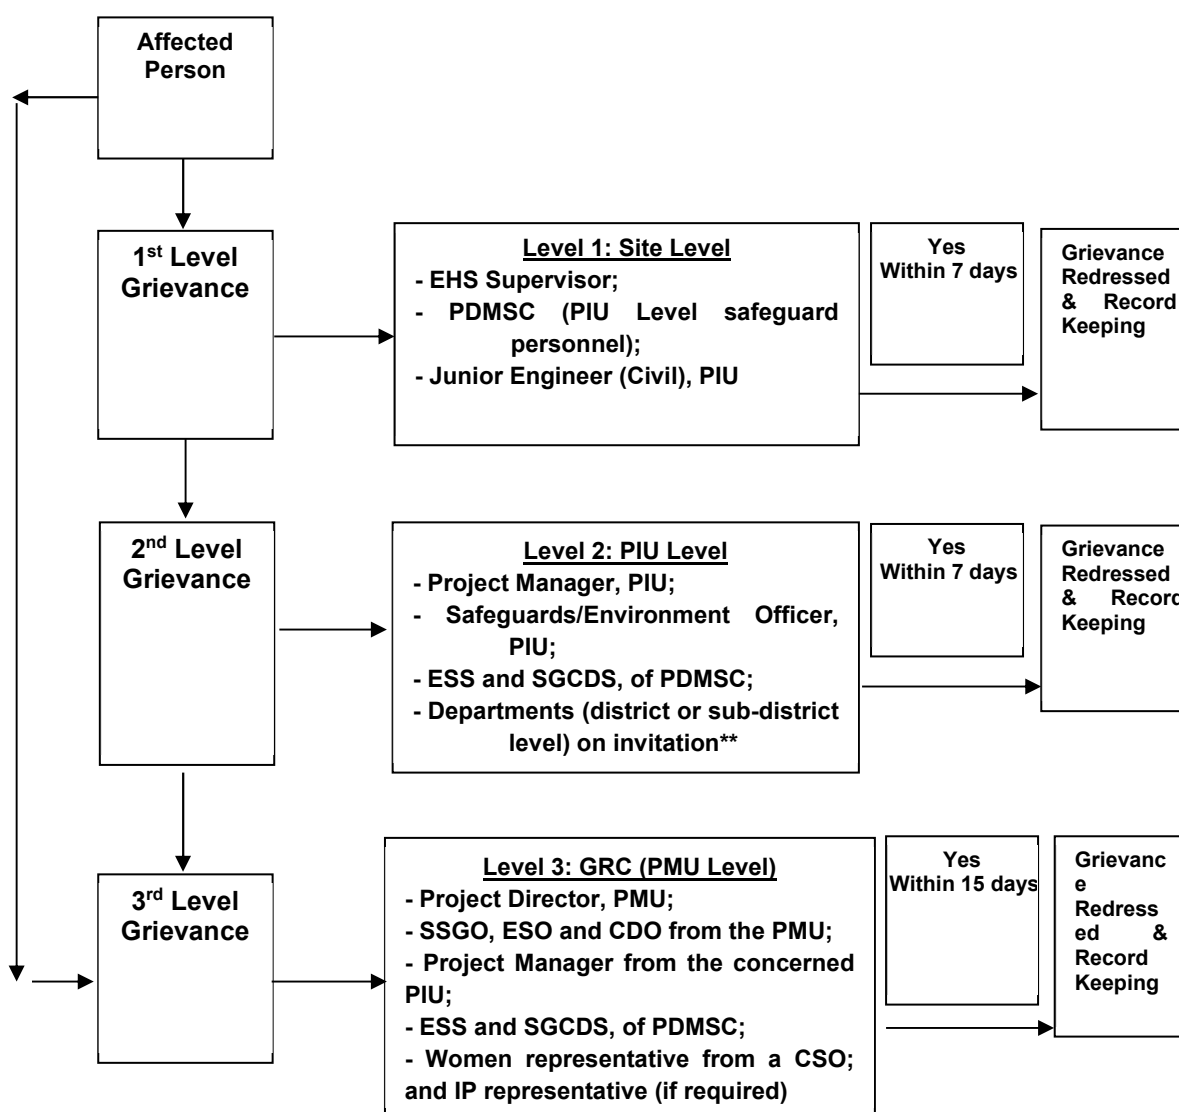 Affected
Person
1st Level
Grievance
Level 1: Site Level
- EHS Supervisor;
- PDMSC (PIU Level safeguard
personnel);
- Junior Engineer (Civil), PIU
Yes
Within 7 days
Grievance
Redressed
& Record
Keeping
2nd Level
Grievance
Level 2: PIU Level
- Project Manager, PIU;
- Safeguards/Environment Officer,
PIU;
- ESS and SGCDS, of PDMSC;
- Departments (district or sub-district
level) on invitation**
Yes
Within 7 days
Grievance
Redressed
& Record
Keeping
3rd Level
Grievance
Level 3: GRC (PMU Level)
- Project Director, PMU;
- SSGO, ESO and CDO from the PMU;
- Project Manager from the concerned
PIU;
- ESS and SGCDS, of PDMSC;
- Women representative from a CSO;
and IP representative (if required)
Yes
Within 15 days
Grievanc
e
Redress
ed &
Record
Keeping